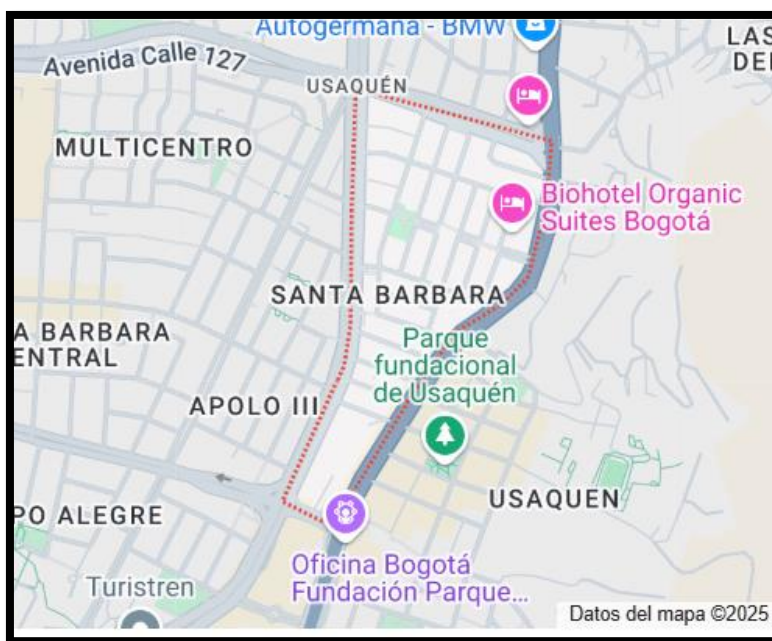 Autogermana - BMW
LAS
DEL
Avenida Calle 127
USAQUÉN
MULTICENTRO
Biohotel Organic
Suites Bogotá
SANTA BARBARA
A BARBARA
ENTRAL
Parque
fundacional
de Usaquén
APOLO III
USAQUEN
PO ALEGRE
Oficina Bogotá
Fundación Parque...
Turistren
Datos del mapa ©2025